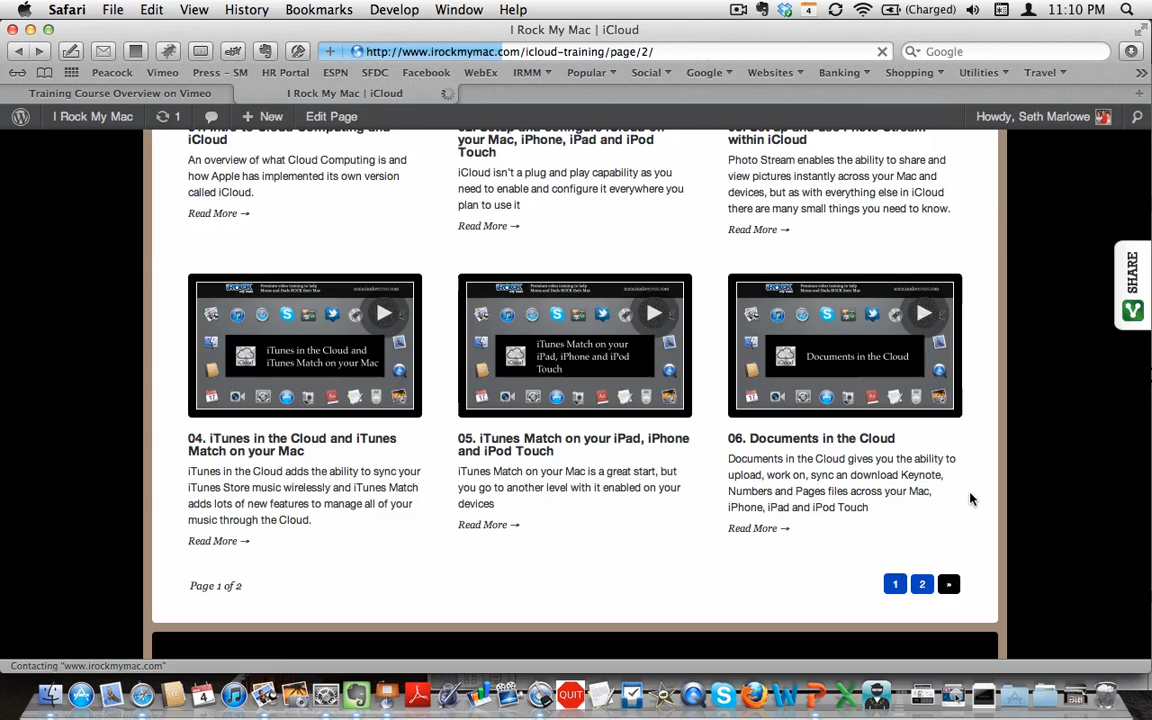 Safari File Edit View History Bookmarks Develop Window Help 4 (Charged) 11:10 PM
I Rock My Mac | iCloud
http://www.irockmymac.com/icloud-training/page/2/ Google
Peacock Vimeo Press - SM HR Portal ESPN SFDC Facebook WebEx IRMM Popular Social Google Websites Banking Shopping Utilities Travel
Training Course Overview on Vimeo I Rock My Mac | iCloud
I Rock My Mac 1 New Edit Page Howdy, Seth Marlowe
iCloud
An overview of what Cloud Computing is and
how Apple has implemented its own version
called iCloud.
Read More →
your Mac, iPhone, iPad and iPod
Touch
iCloud isn't a plug and play capability as you
need to enable and configure it everywhere you
plan to use it
Read More →
within iCloud
Photo Stream enables the ability to share and
view pictures instantly across your Mac and
devices, but as with everything else in iCloud
there are many small things you need to know.
Read More →
SHARE
iTunes in the Cloud and
iTunes Match on your Mac
04. iTunes in the Cloud and iTunes
Match on your Mac
iTunes in the Cloud adds the ability to sync your
iTunes Store music wirelessly and iTunes Match
adds lots of new features to manage all of your
music through the Cloud.
Read More →
iTunes Match on your
iPad, iPhone and iPod
Touch
05. iTunes Match on your iPad, iPhone
and iPod Touch
iTunes Match on your Mac is a great start, but
you go to another level with it enabled on your
devices
Read More →
Documents in the Cloud
06. Documents in the Cloud
Documents in the Cloud gives you the ability to
upload, work on, sync an download Keynote,
Numbers and Pages files across your Mac,
iPhone, iPad and iPod Touch
Read More →
Page 1 of 2
1 2 »
Contacting "www.irockmymac.com"
4 QUIT